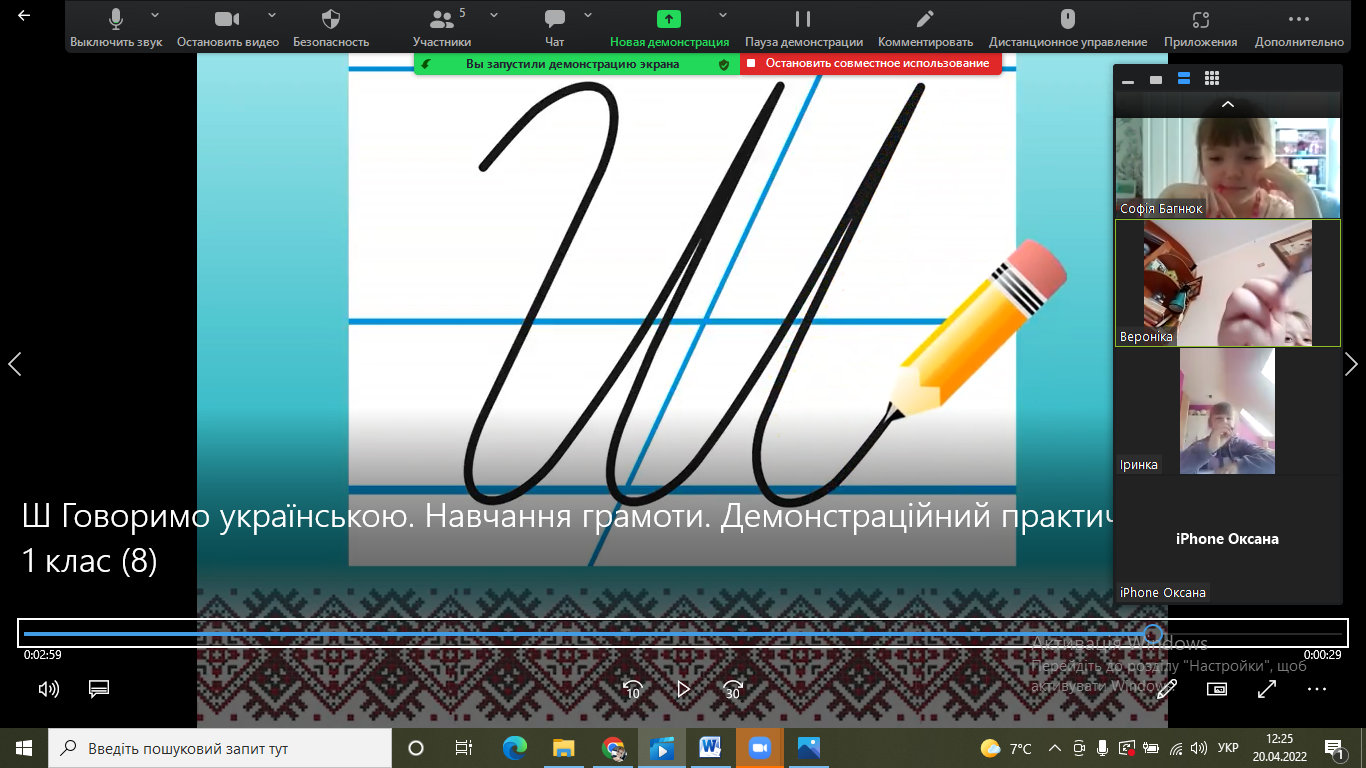 Выключить звук
Остановить видео
Безопасность
Участники
5
Чат
Новая демонстрация
Пауза демонстрации
Комментировать
Дистанционное управление
Приложения
Дополнительно
Вы запустили демонстрацию экрана
Остановить совместное использование
Софія Багнюк
Вероніка
Іринка
iPhone Оксана
iPhone Оксана
Ш Говоримо українською. Навчання грамоти. Демонстраційний практич
1 клас (8)
0:02:59
0:00:29
Активація Windows
Перейдіть до розділу "Настройки", щоб
активувати Windows.
10
30
Введіть пошуковий запит тут
7°C
УКР
12:25
20.04.2022
1